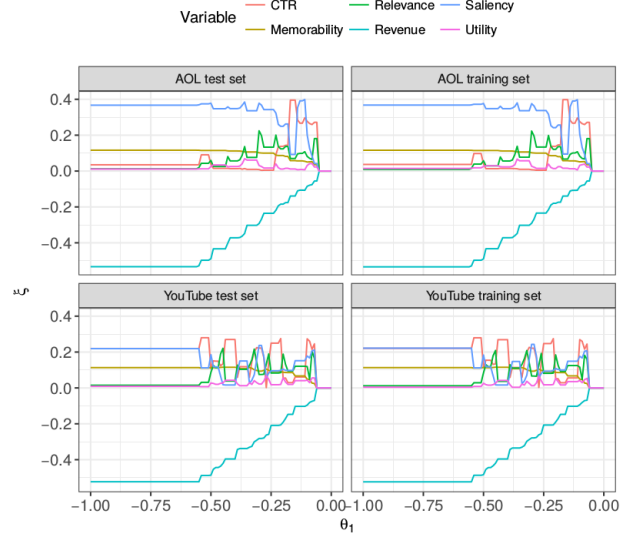 Variable
CTR Relevance Saliency
Memorability Revenue Utility
AOL test set AOL training set
0.4
0.2
0.0
−0.2
−0.4
YouTube test set YouTube training set
0.4
0.2
0.0
−0.2
−0.4
−1.00 −0.75 −0.50 −0.25 0.00 −1.00 −0.75 −0.50 −0.25 0.00
θ1
ξ